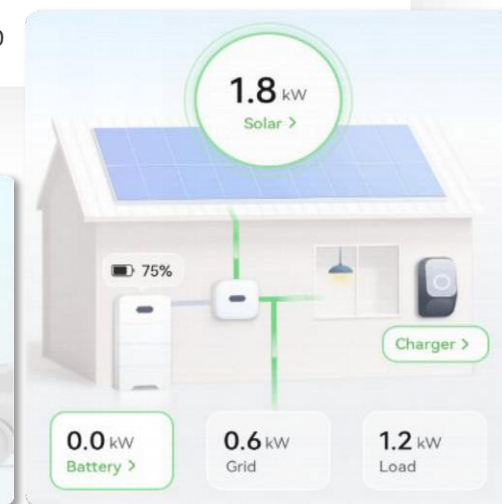 1.8 kW
Solar >
75%
Charger >
0.0 kW
Battery >
0.6 kW
Grid
1.2 kW
Load